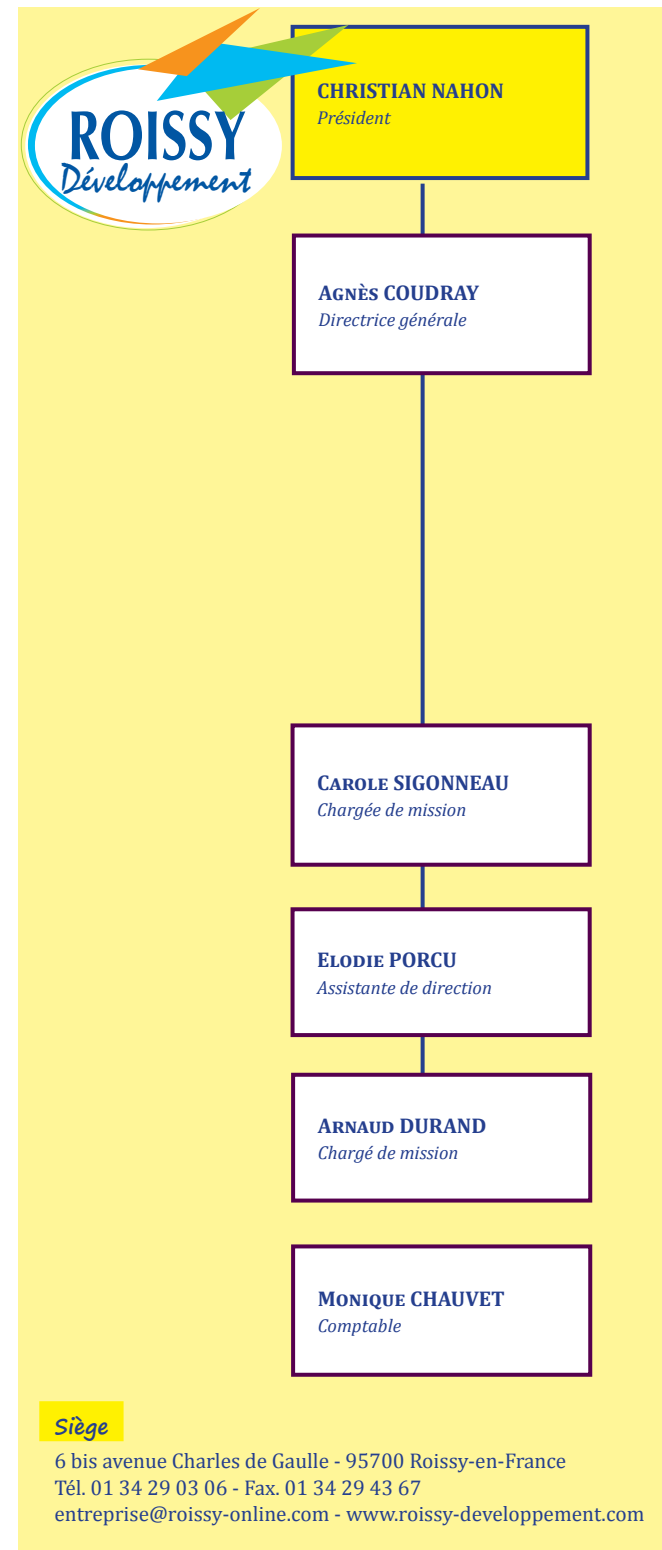 ROISSY
Développement
CHRISTIAN NAHON
Président
Agnès COUDRAY
Directrice générale
Carole SIGONNEAU
Chargée de mission
Elodie PORCU
Assistante de direction
Arnaud DURAND
Chargé de mission
Monique CHAUVET
Comptable
Siège
6 bis avenue Charles de Gaulle - 95700 Roissy-en-France
Tél. 01 34 29 03 06 - Fax. 01 34 29 43 67
entreprise@roissy-online.com - www.roissy-developpement.com